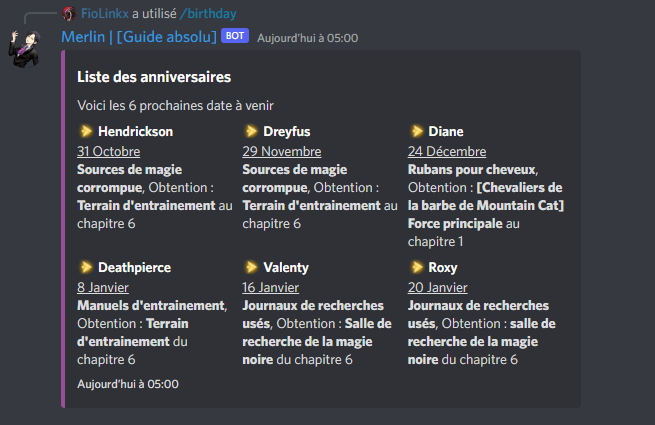 FioLinkx a utilisé /birthday
Merlin | [Guide absolu] BOT Aujourd'hui à 05:00
Liste des anniversaires
Voici les 6 prochaines date à venir
Hendrickson
31 Octobre
Sources de magie
corrompue, Obtention :
Terrain d'entrainement au
chapitre 6
Dreyfus
29 Novembre
Sources de magie
corrompue, Obtention :
Terrain d'entrainement au
chapitre 6
Diane
24 Décembre
Rubans pour cheveux,
Obtention : [Chevaliers de
la barbe de Mountain Cat]
Force principale au
chapitre 1
Deathpierce
8 Janvier
Manuels d'entrainement,
Obtention : Terrain
d'entrainement du
chapitre 6
Valenty
16 Janvier
Journaux de recherches
usés, Obtention : Salle de
recherche de la magie
noire du chapitre 6
Roxy
20 Janvier
Journaux de recherches
usés, Obtention : salle de
recherche de la magie
noire du chapitre 6
Aujourd'hui à 05:00